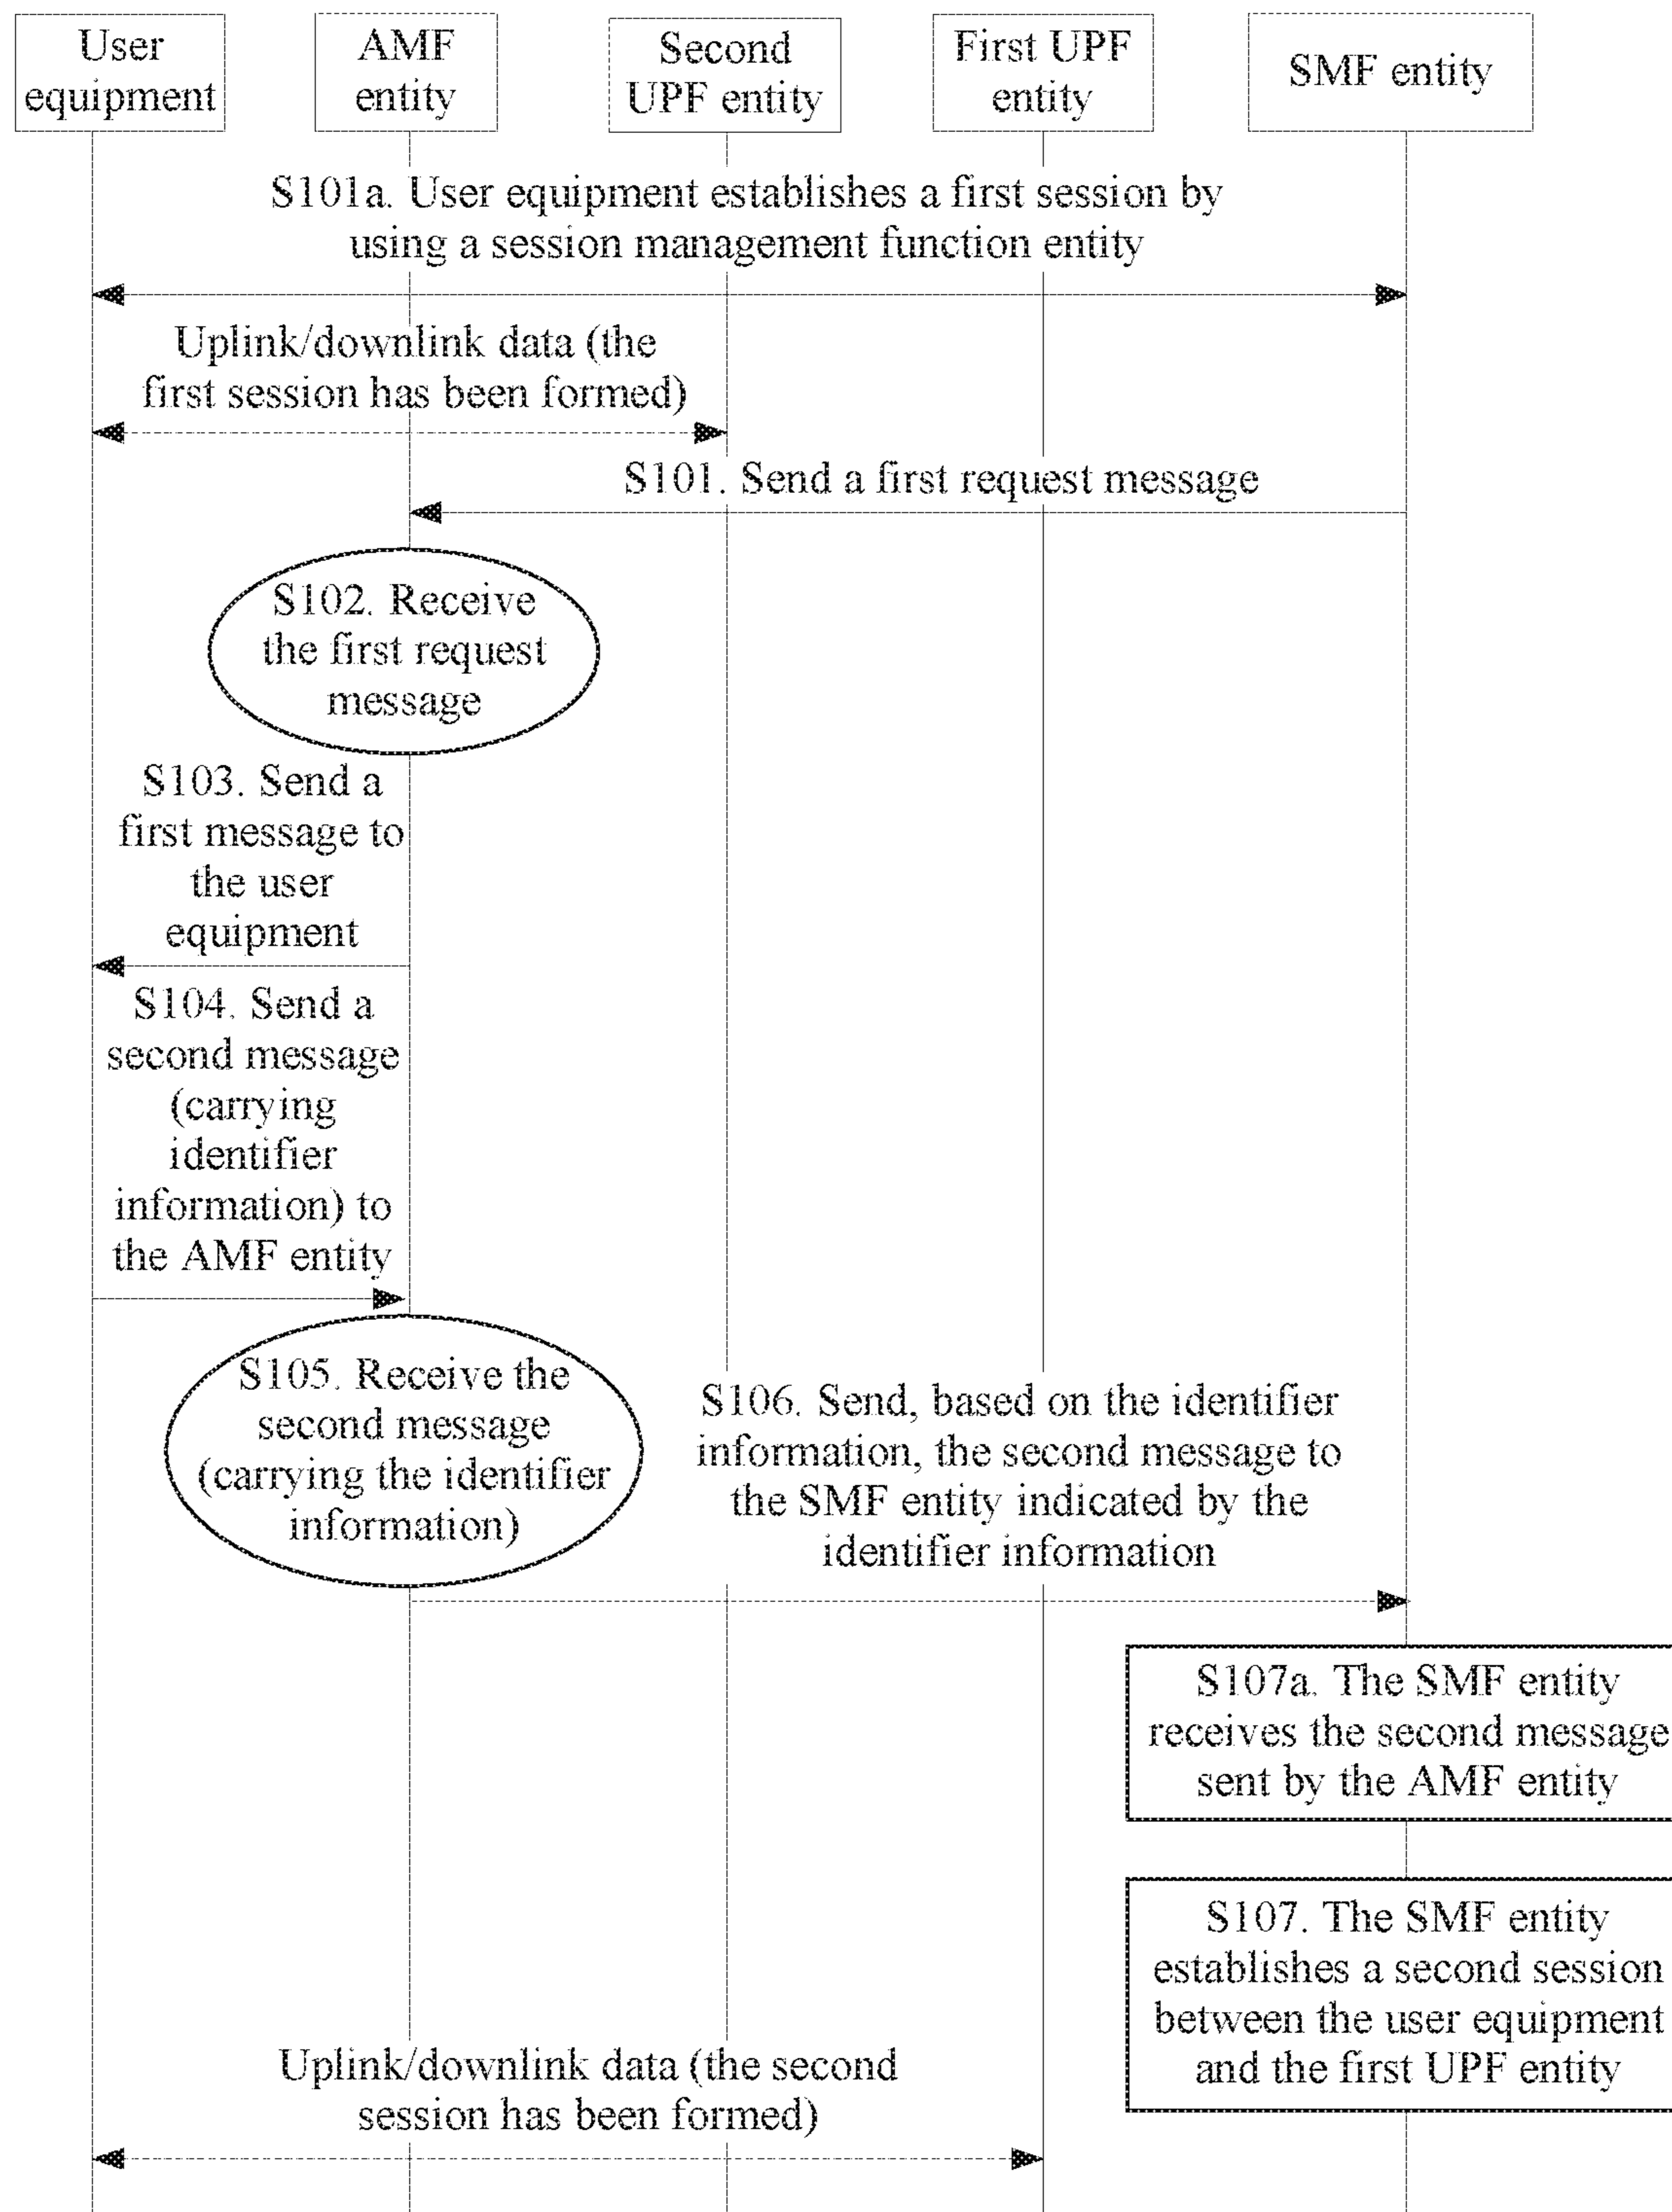 User
equipment
AMF
entity
Second
UPF entity
First UPF
entity
SMF entity
S101a. User equipment establishes a first session by
using a session management function entity
Uplink/downlink data (the
first session has been formed)
S101. Send a first request message
S102. Receive
the first request
message
S103. Send a
first message to
the user
equipment
S104. Send a
second message
(carrying
identifier
information) to
the AMF entity
S105. Receive the
second message
(carrying the identifier
information)
S106. Send, based on the identifier
information, the second message to
the SMF entity indicated by the
identifier information
S107a. The SMF entity
receives the second message
sent by the AMF entity
S107. The SMF entity
establishes a second session
between the user equipment
and the first UPF entity
Uplink/downlink data (the second
session has been formed)